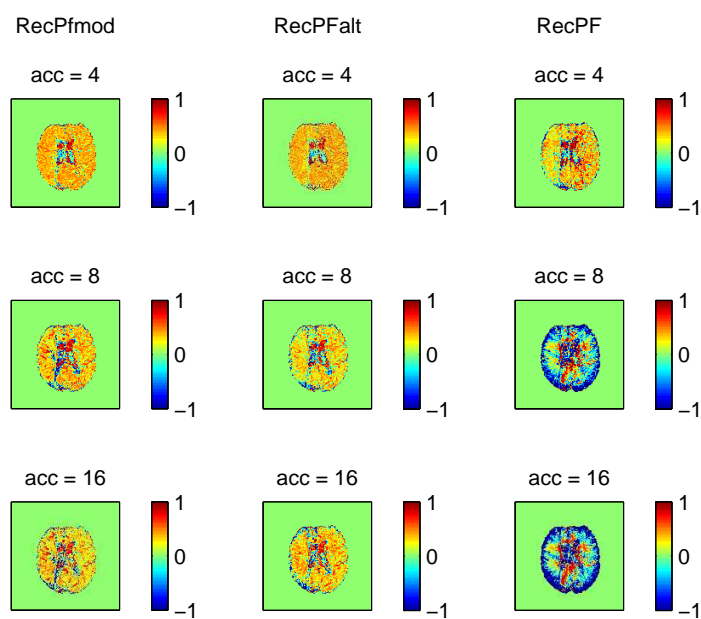 RecPfmod RecPFalt RecPF
acc = 4 acc = 4 acc = 4
1 1 1
0 0 0
−1 −1 −1
acc = 8 acc = 8 acc = 8
1 1 1
0 0 0
−1 −1 −1
acc = 16 acc = 16 acc = 16
1 1 1
0 0 0
−1 −1 −1